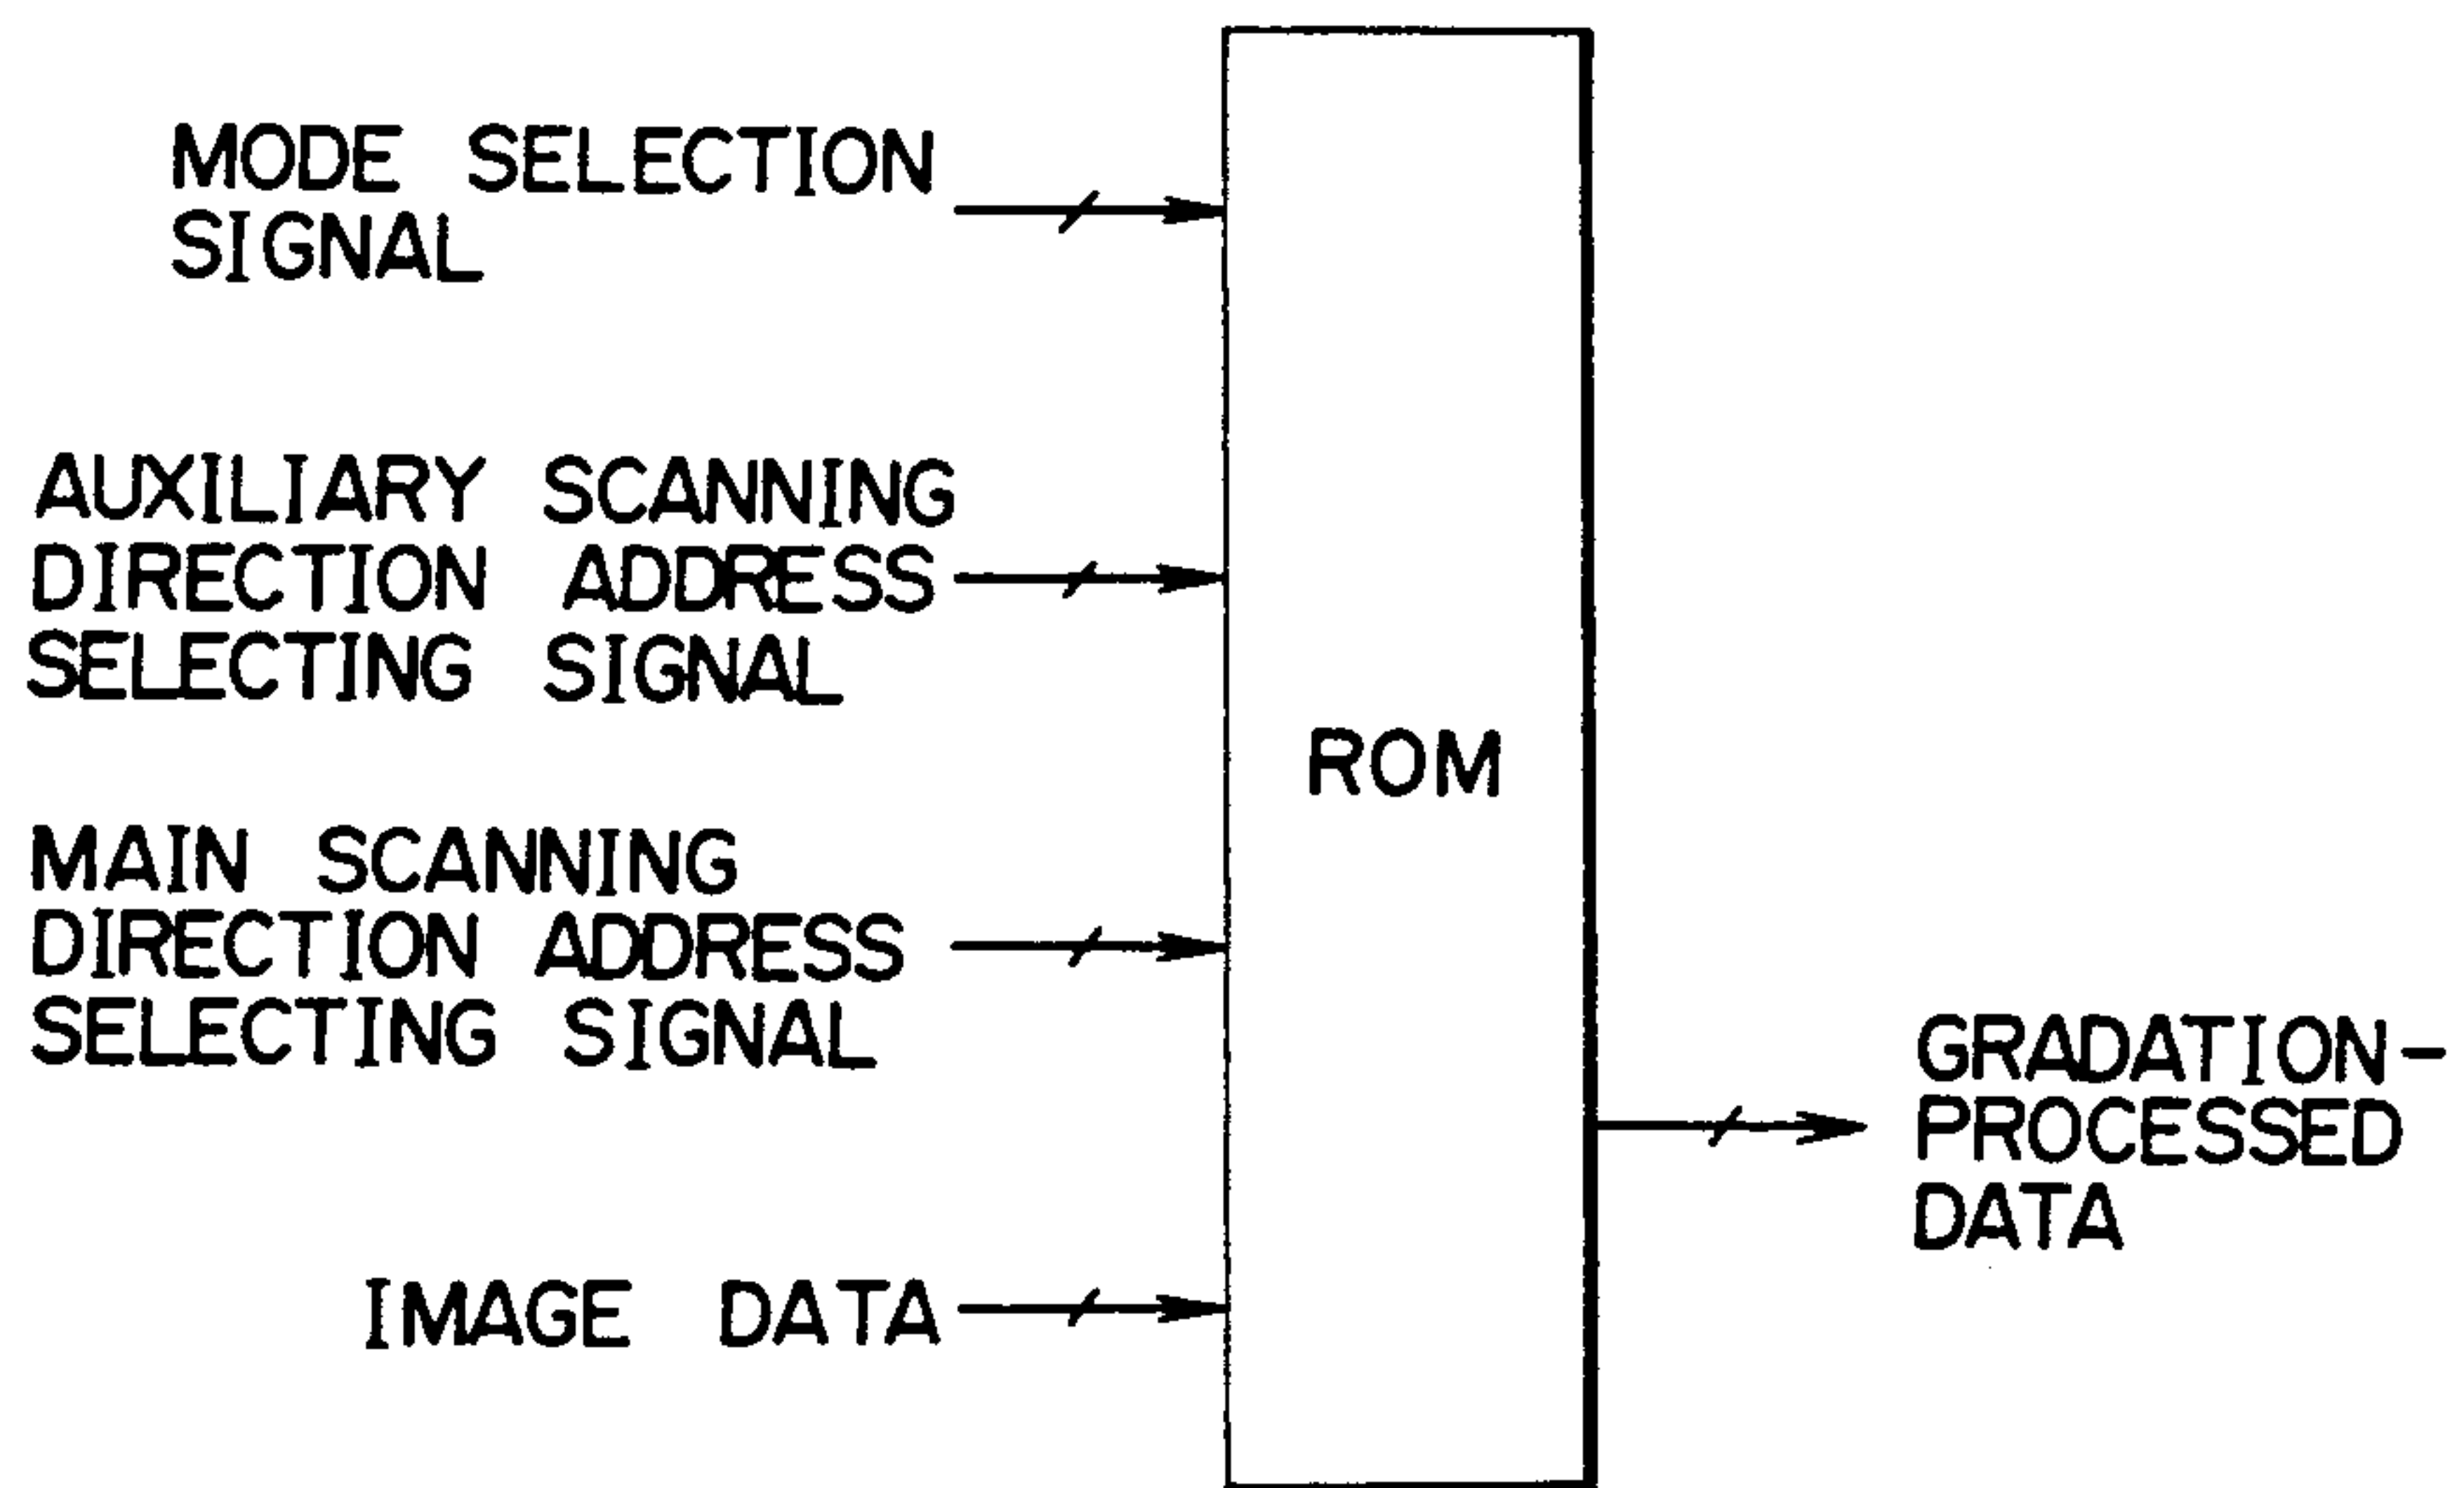 MODE SELECTION
SIGNAL
AUXILIARY SCANNING
DIRECTION ADDRESS
SELECTING SIGNAL
ROM
MAIN SCANNING
DIRECTION ADDRESS
SELECTING SIGNAL
GRADATION-
PROCESSED
DATA
IMAGE DATA